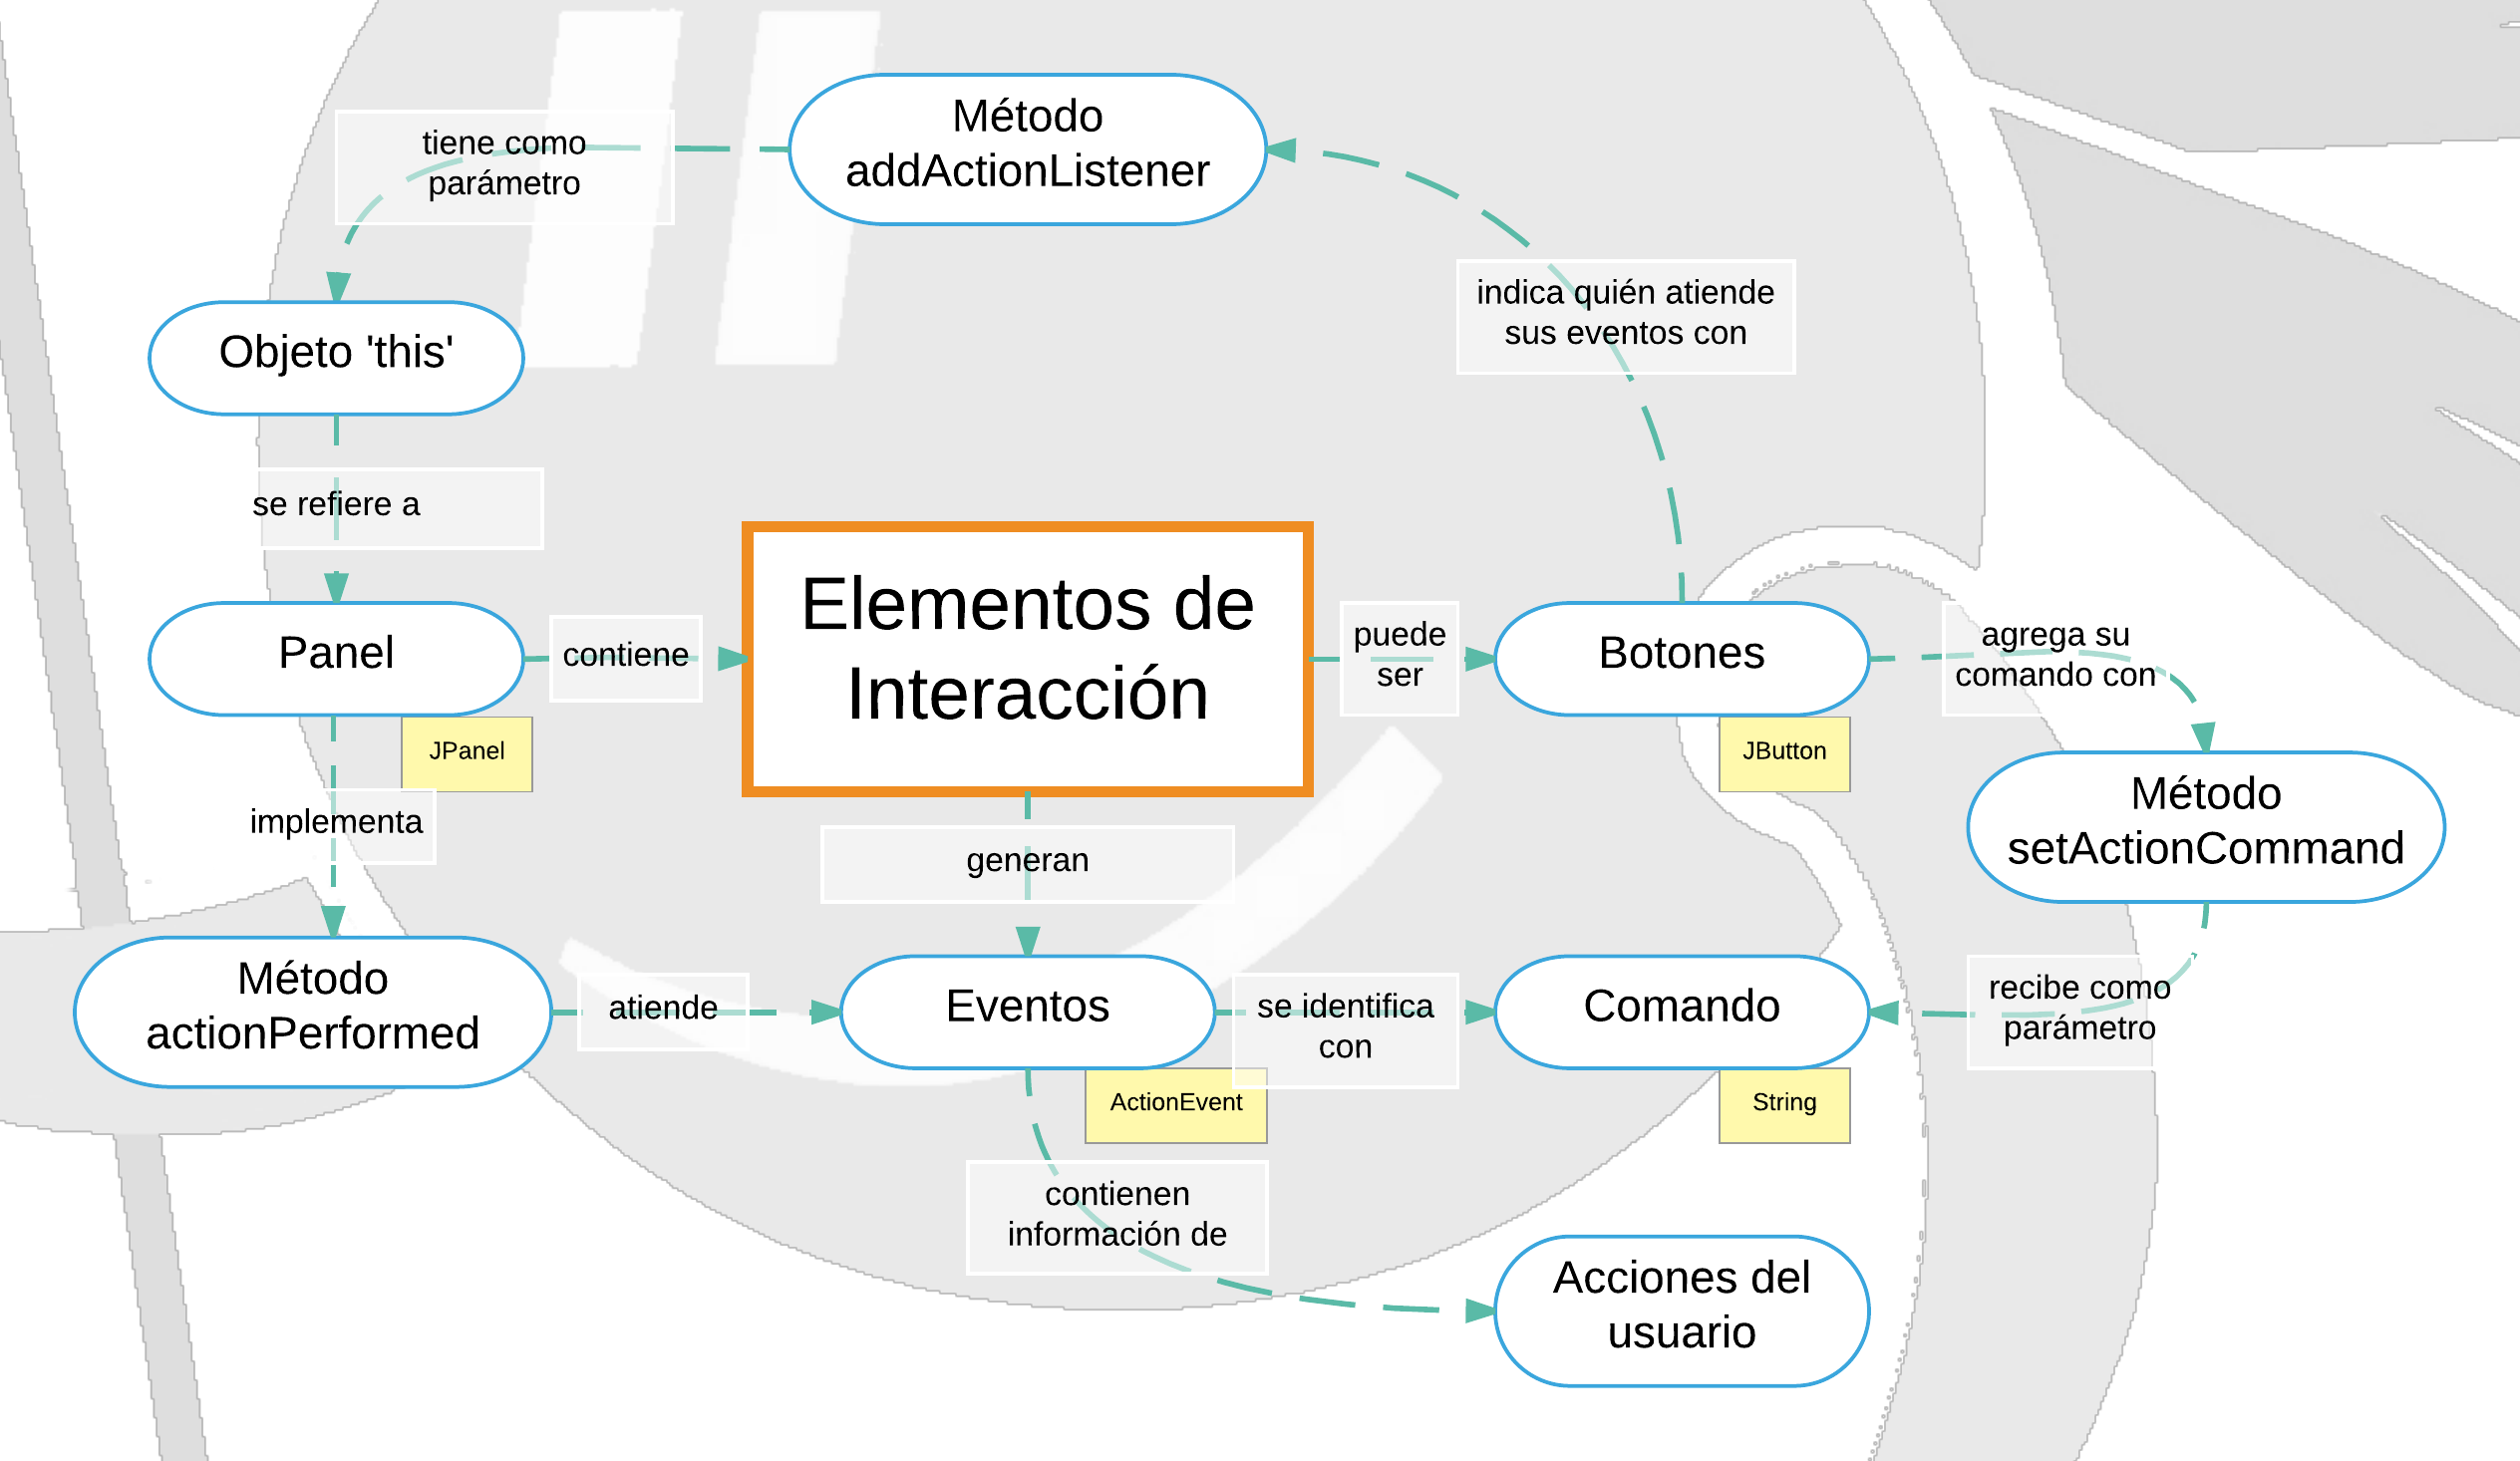 Método
addActionListener
tiene como
parámetro
indica quién atiende
sus eventos con
Objeto 'this'
se refiere a
Elementos de
Interacción
Panel
contiene
puede
ser
Botones
agrega su
comando con
JPanel
JButton
implementa
generan
Método
setActionCommand
Método
actionPerformed
atiende
Eventos
se identifica
con
Comando
recibe como
parámetro
ActionEvent
String
contienen
información de
Acciones del
usuario